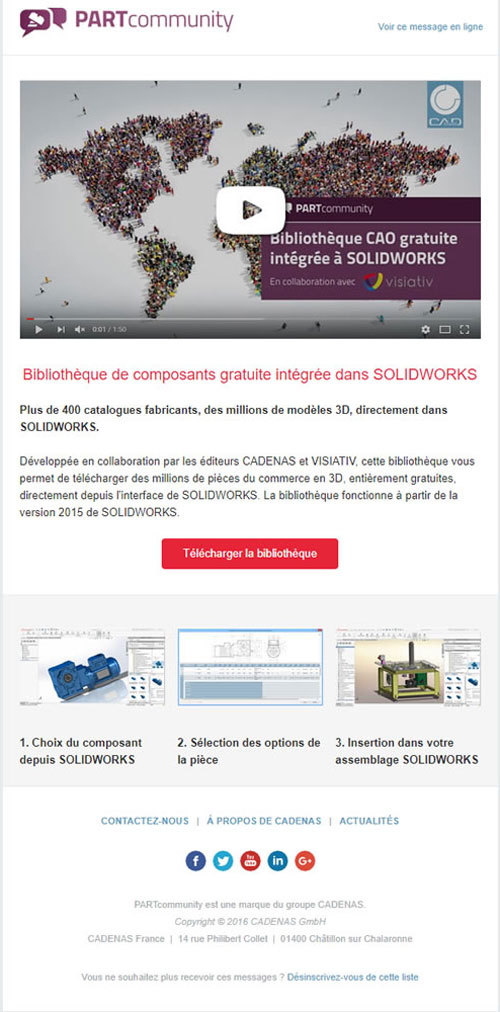 PARTcommunity
Voir ce message en ligne
CAD
PARTcommunity
Bibliothèque CAO gratuite
intégrée à SOLIDWORKS
En collaboration avec visiativ
0:01 / 1:50
Bibliothèque de composants gratuite intégrée dans SOLIDWORKS
Plus de 400 catalogues fabricants, des millions de modèles 3D, directement dans
SOLIDWORKS.
Développée en collaboration par les éditeurs CADENAS et VISIATIV, cette bibliothèque vous
permet de télécharger des millions de pièces du commerce en 3D, entièrement gratuites,
directement depuis l'interface de SOLIDWORKS. La bibliothèque fonctionne à partir de la
version 2015 de SOLIDWORKS.
Télécharger la bibliothèque
1. Choix du composant
depuis SOLIDWORKS
2. Sélection des options de
la pièce
3. Insertion dans votre
assemblage SOLIDWORKS
CONTACTEZ-NOUS | À PROPOS DE CADENAS | ACTUALITÉS
PARTcommunity est une marque du groupe CADENAS.
Copyright © 2016 CADENAS GmbH
CADENAS France | 14 rue Philibert Collet | 01400 Châtillon sur Chalaronne
Vous ne souhaitez plus recevoir ces messages ? Désinscrivez-vous de cette liste